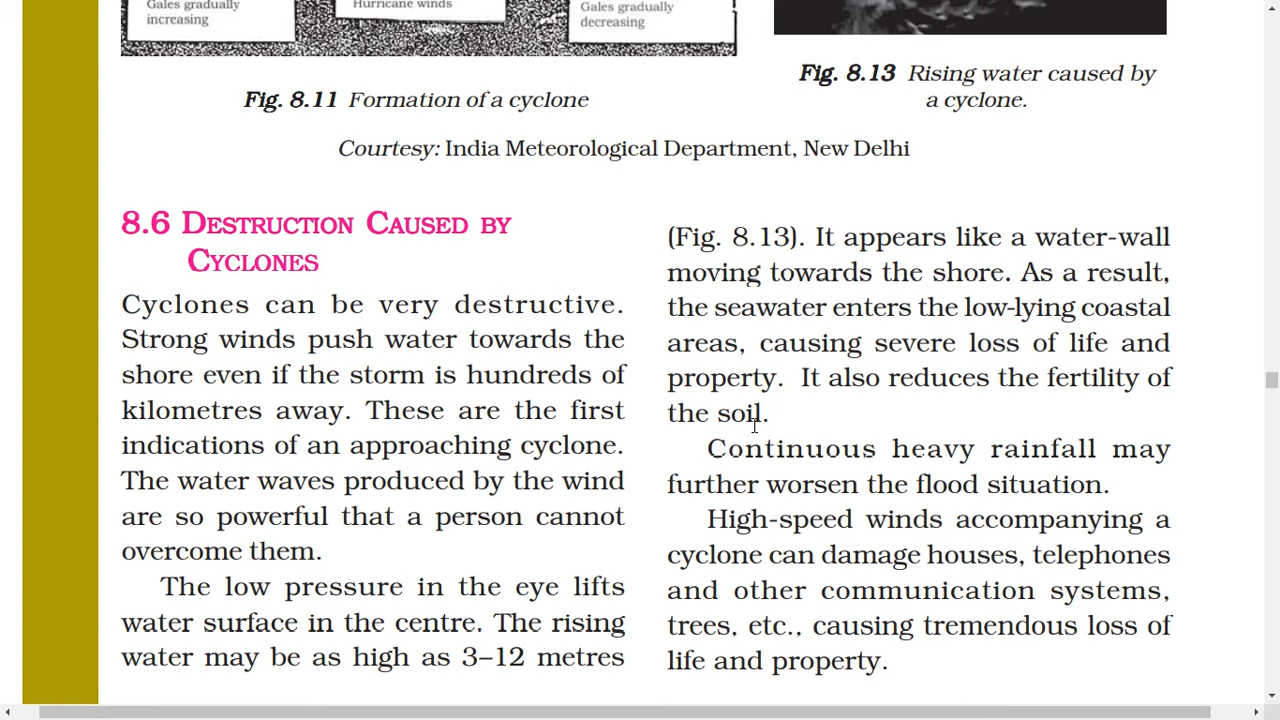 Gales gradually
increasing
Hurricane winds
Gales gradually
decreasing
Fig. 8.11 Formation of a cyclone
Fig. 8.13 Rising water caused by
a cyclone.
Courtesy: India Meteorological Department, New Delhi
8.6 DESTRUCTION CAUSED BY
CYCLONES
Cyclones can be very destructive.
Strong winds push water towards the
shore even if the storm is hundreds of
kilometres away. These are the first
indications of an approaching cyclone.
The water waves produced by the wind
are so powerful that a person cannot
overcome them.
The low pressure in the eye lifts
water surface in the centre. The rising
water may be as high as 3–12 metres
(Fig. 8.13). It appears like a water-wall
moving towards the shore. As a result,
the seawater enters the low-lying coastal
areas, causing severe loss of life and
property. It also reduces the fertility of
the soil.
Continuous heavy rainfall may
further worsen the flood situation.
High-speed winds accompanying a
cyclone can damage houses, telephones
and other communication systems,
trees, etc., causing tremendous loss of
life and property.